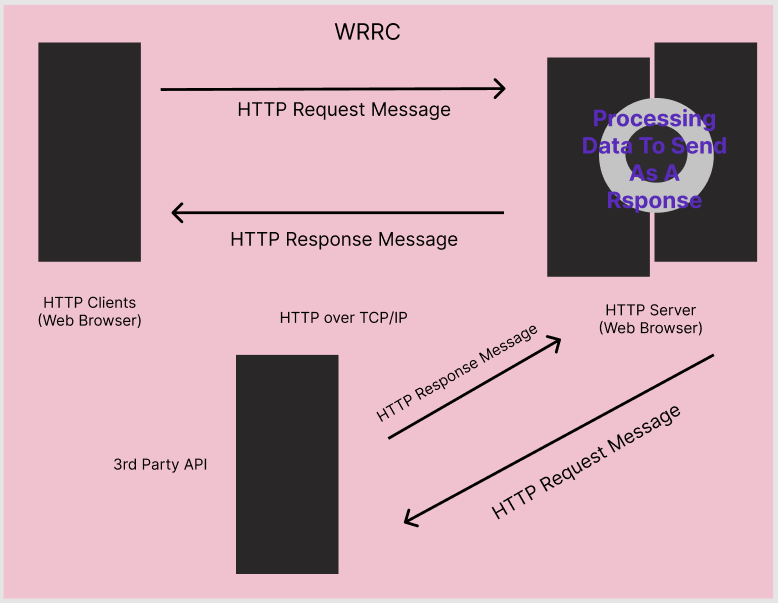 WRRC
HTTP Request Message
Processing
Data To Send
As A
Rsponse
HTTP Response Message
HTTP Clients
(Web Browser)
HTTP over TCP/IP
HTTP Server
(Web Browser)
HTTP Response Message
HTTP Request Message
3rd Party API